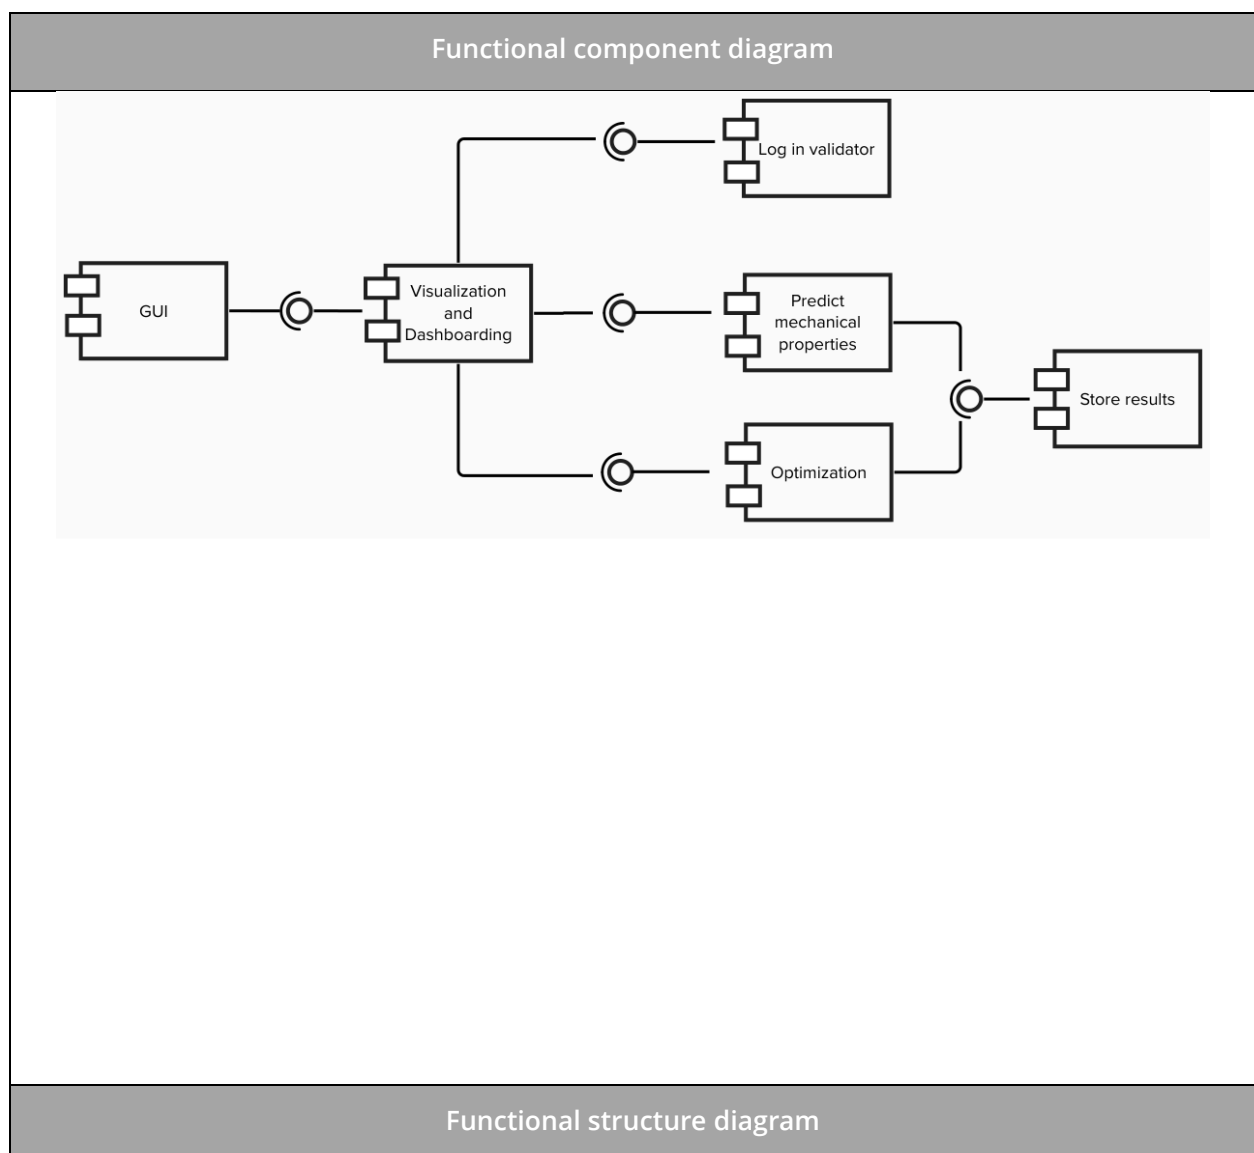 Functional component diagram
Log in validator
GUI
Visualization
and
Dashboarding
Predict
mechanical
properties
Store results
Optimization
Functional structure diagram